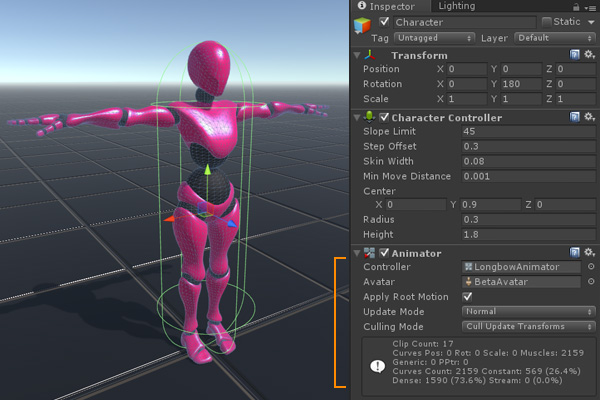 Inspector Lighting
Character Static
Tag Untagged Layer Default
Transform
Position X 0 Y 0 Z 0
Rotation X 0 Y 180 Z 0
Scale X 1 Y 1 Z 1
Character Controller
Slope Limit 45
Step Offset 0.3
Skin Width 0.08
Min Move Distance 0.001
Center
X 0 Y 0.9 Z 0
Radius 0.3
Height 1.8
Animator
Controller LongbowAnimator
Avatar BetaAvatar
Apply Root Motion
Update Mode Normal
Culling Mode Cull Update Transforms
Clip Count: 17
Curves Pos: 0 Rot: 0 Scale: 0 Muscles: 2159
Generic: 0 PPtr: 0
Curves Count: 2159 Constant: 569 (26.4%)
Dense: 1590 (73.6%) Stream: 0 (0.0%)